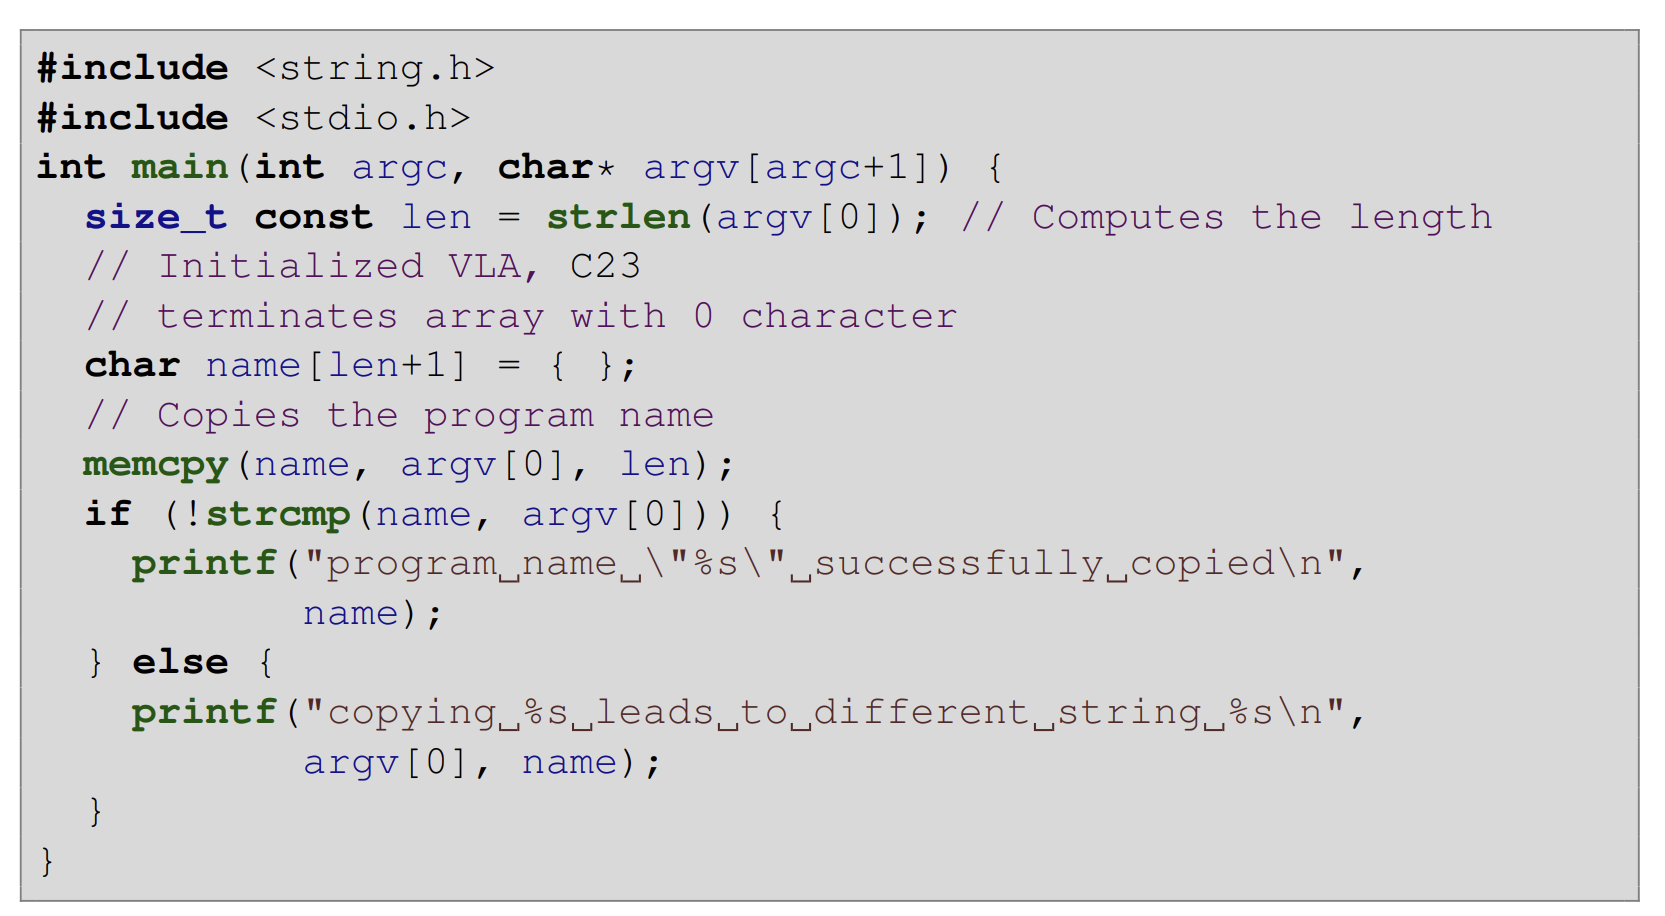 #include <string.h>
#include <stdio.h>
int main(int argc, char* argv[argc+1]) {
  size_t const len = strlen(argv[0]); // Computes the length
  // Initialized VLA, C23
  // terminates array with 0 character
  char name[len+1] = { };
  // Copies the program name
  memcpy(name, argv[0], len);
  if (!strcmp(name, argv[0])) {
    printf("program␣name␣\"%s\"␣successfully␣copied\n",
           name);
  } else {
    printf("copying␣%s␣leads␣to␣different␣string␣%s\n",
           argv[0], name);
  }
}